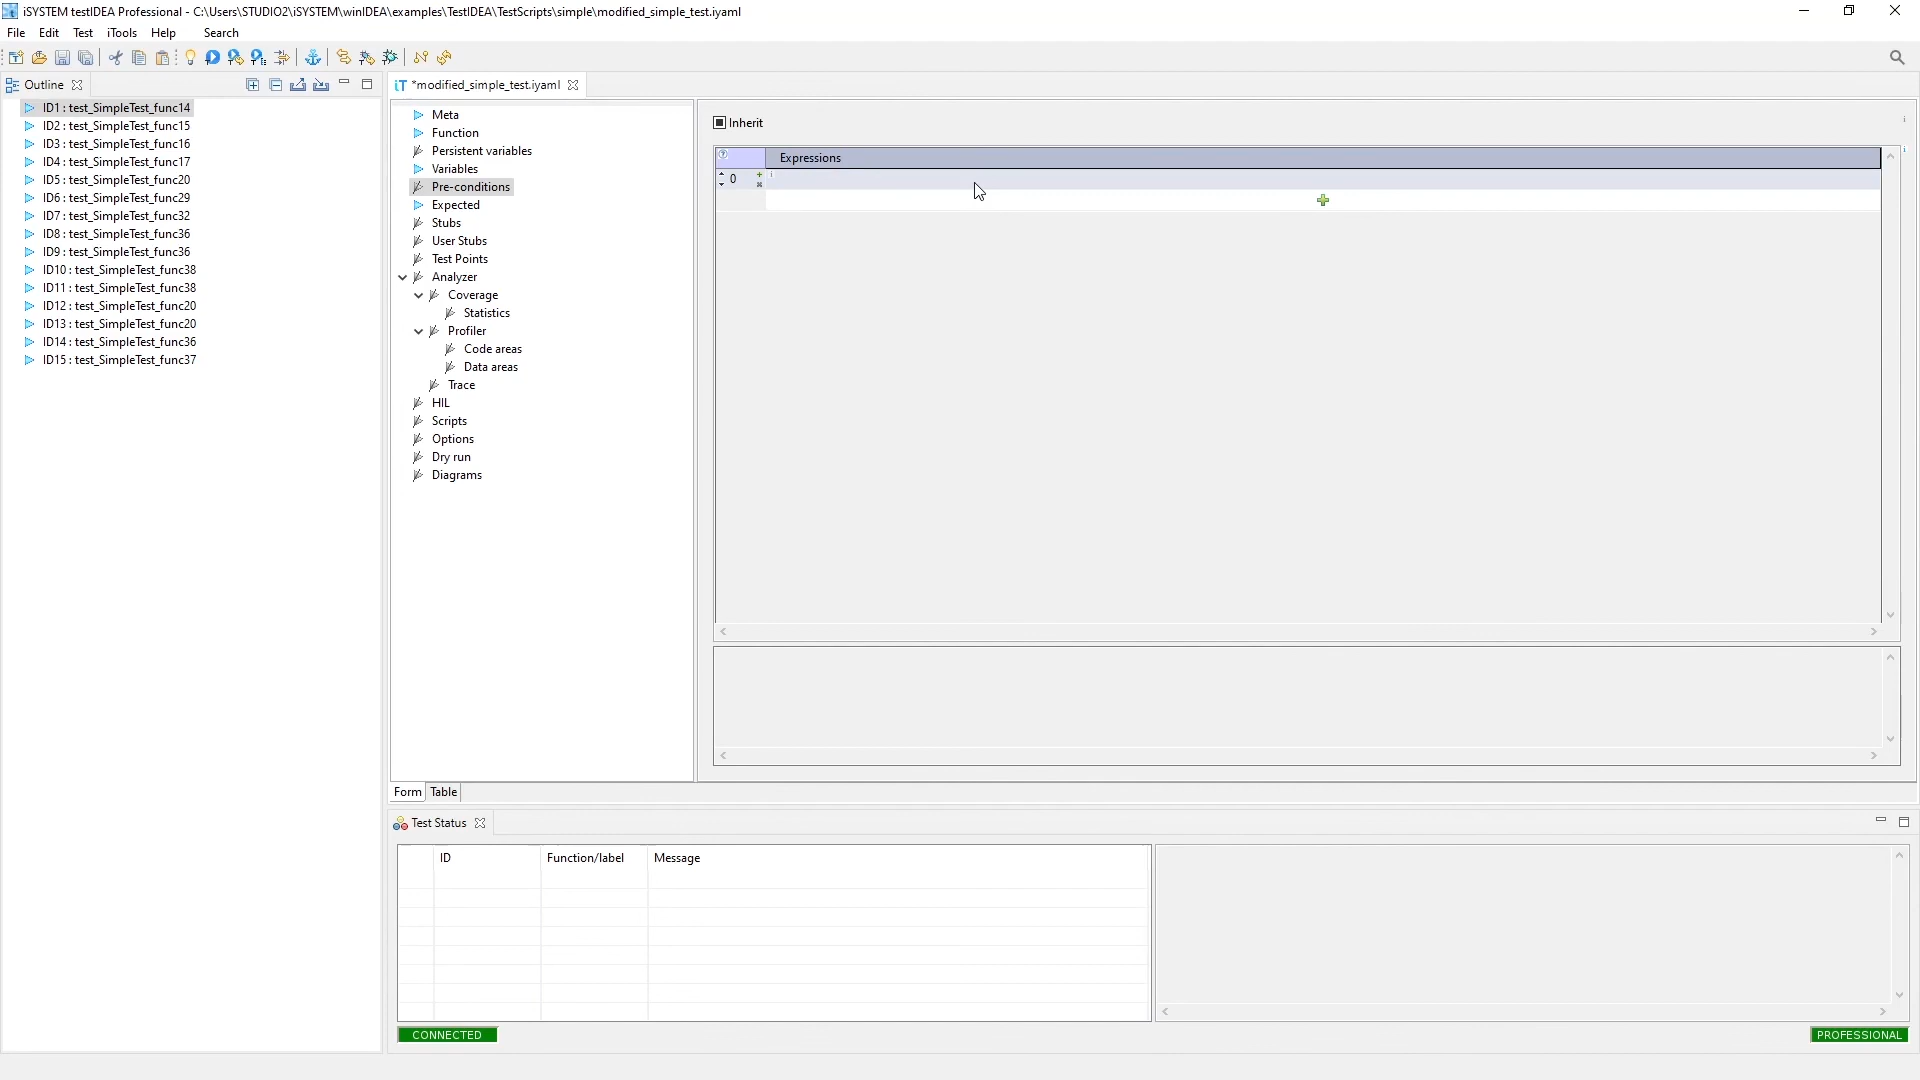 iSYSTEM testIDEA Professional - C:\Users\STUDIO2\iSYSTEM\winIDEA\examples\TestIDEA\TestScripts\simple\modified_simple_test.iyaml
File Edit Test iTools Help Search
Outline
ID1 : test_SimpleTest_func14
ID2 : test_SimpleTest_func15
ID3 : test_SimpleTest_func16
ID4 : test_SimpleTest_func17
ID5 : test_SimpleTest_func20
ID6 : test_SimpleTest_func29
ID7 : test_SimpleTest_func32
ID8 : test_SimpleTest_func36
ID9 : test_SimpleTest_func36
ID10 : test_SimpleTest_func38
ID11 : test_SimpleTest_func38
ID12 : test_SimpleTest_func20
ID13 : test_SimpleTest_func20
ID14 : test_SimpleTest_func36
ID15 : test_SimpleTest_func37
iT *modified_simple_test.iyaml
Meta
Function
Persistent variables
Variables
Pre-conditions
Expected
Stubs
User Stubs
Test Points
Analyzer
Coverage
Statistics
Profiler
Code areas
Data areas
Trace
HIL
Scripts
Options
Dry run
Diagrams
Inherit
Expressions
0
Form Table
Test Status
ID Function/label Message
CONNECTED
PROFESSIONAL